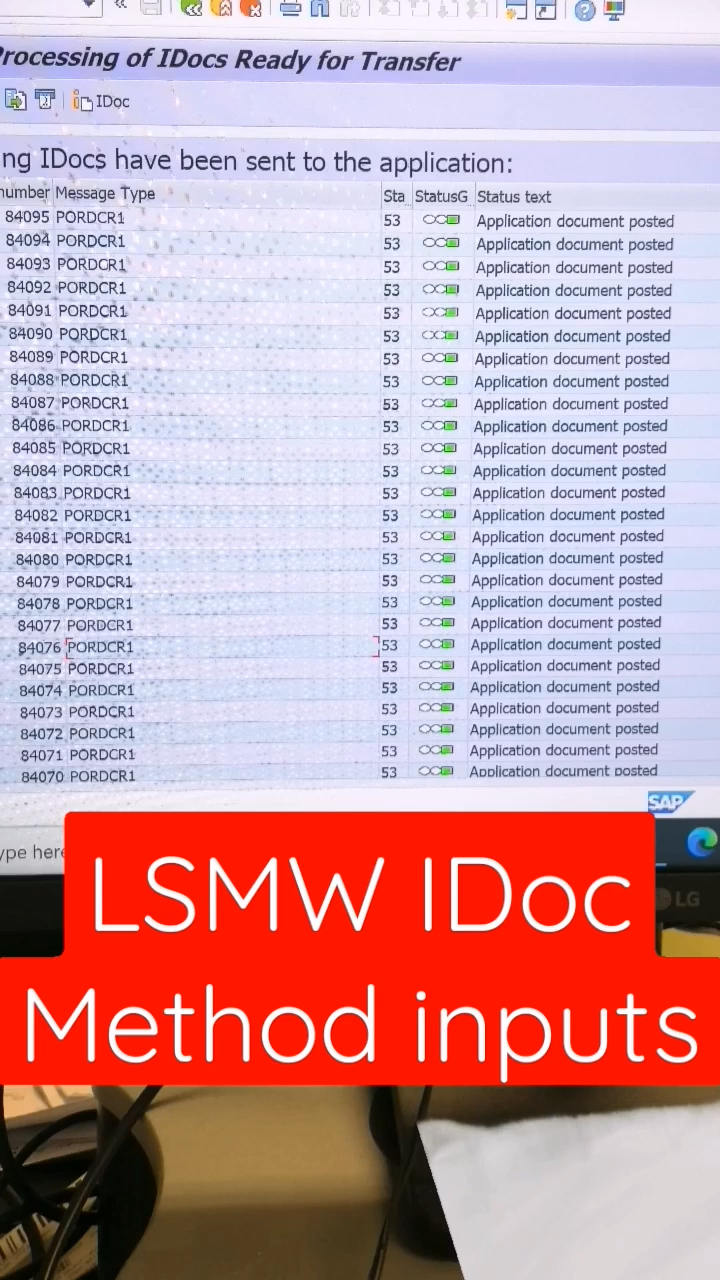 rocessing of IDocs Ready for Transfer
IDoc
ng IDocs have been sent to the application:
number Message Type Sta StatusG Status text
84095 PORDCR1 53 Application document posted
84094 PORDCR1 53 Application document posted
84093 PORDCR1 53 Application document posted
84092 PORDCR1 53 Application document posted
84091 PORDCR1 53 Application document posted
84090 PORDCR1 53 Application document posted
84089 PORDCR1 53 Application document posted
84088 PORDCR1 53 Application document posted
84087 PORDCR1 53 Application document posted
84086 PORDCR1 53 Application document posted
84085 PORDCR1 53 Application document posted
84084 PORDCR1 53 Application document posted
84083 PORDCR1 53 Application document posted
84082 PORDCR1 53 Application document posted
84081 PORDCR1 53 Application document posted
84080 PORDCR1 53 Application document posted
84079 PORDCR1 53 Application document posted
84078 PORDCR1 53 Application document posted
84077 PORDCR1 53 Application document posted
84076 PORDCR1 53 Application document posted
84075 PORDCR1 53 Application document posted
84074 PORDCR1 53 Application document posted
84073 PORDCR1 53 Application document posted
84072 PORDCR1 53 Application document posted
84071 PORDCR1 53 Application document posted
84070 PORDCR1 53 Application document posted
SAP
ype here
LG
LSMW IDoc
Method inputs